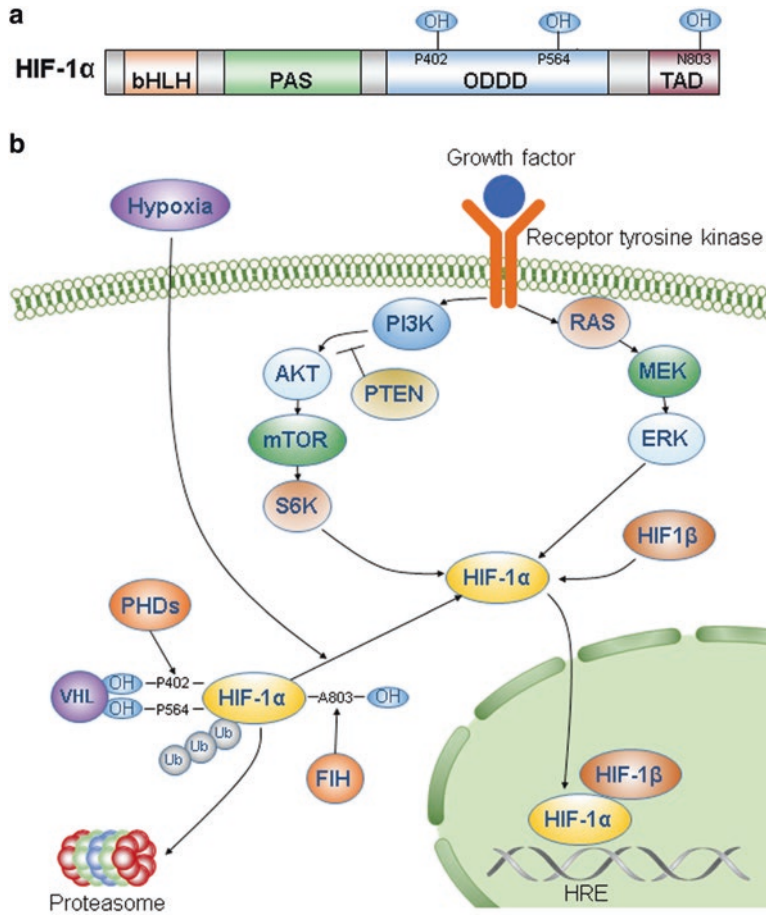 a
OH OH OH
HIF-1α
P402 P564 N803
bHLH PAS ODDD TAD
b
Growth factor
Hypoxia
Receptor tyrosine kinase
PI3K
RAS
AKT
PTEN
MEK
mTOR
ERK
S6K
HIF1β
HIF-1α
PHDs
VHL OH P402 HIF-1α A803 OH
OH P564
Ub Ub Ub
FIH
HIF-1β
HIF-1α
HRE
Proteasome